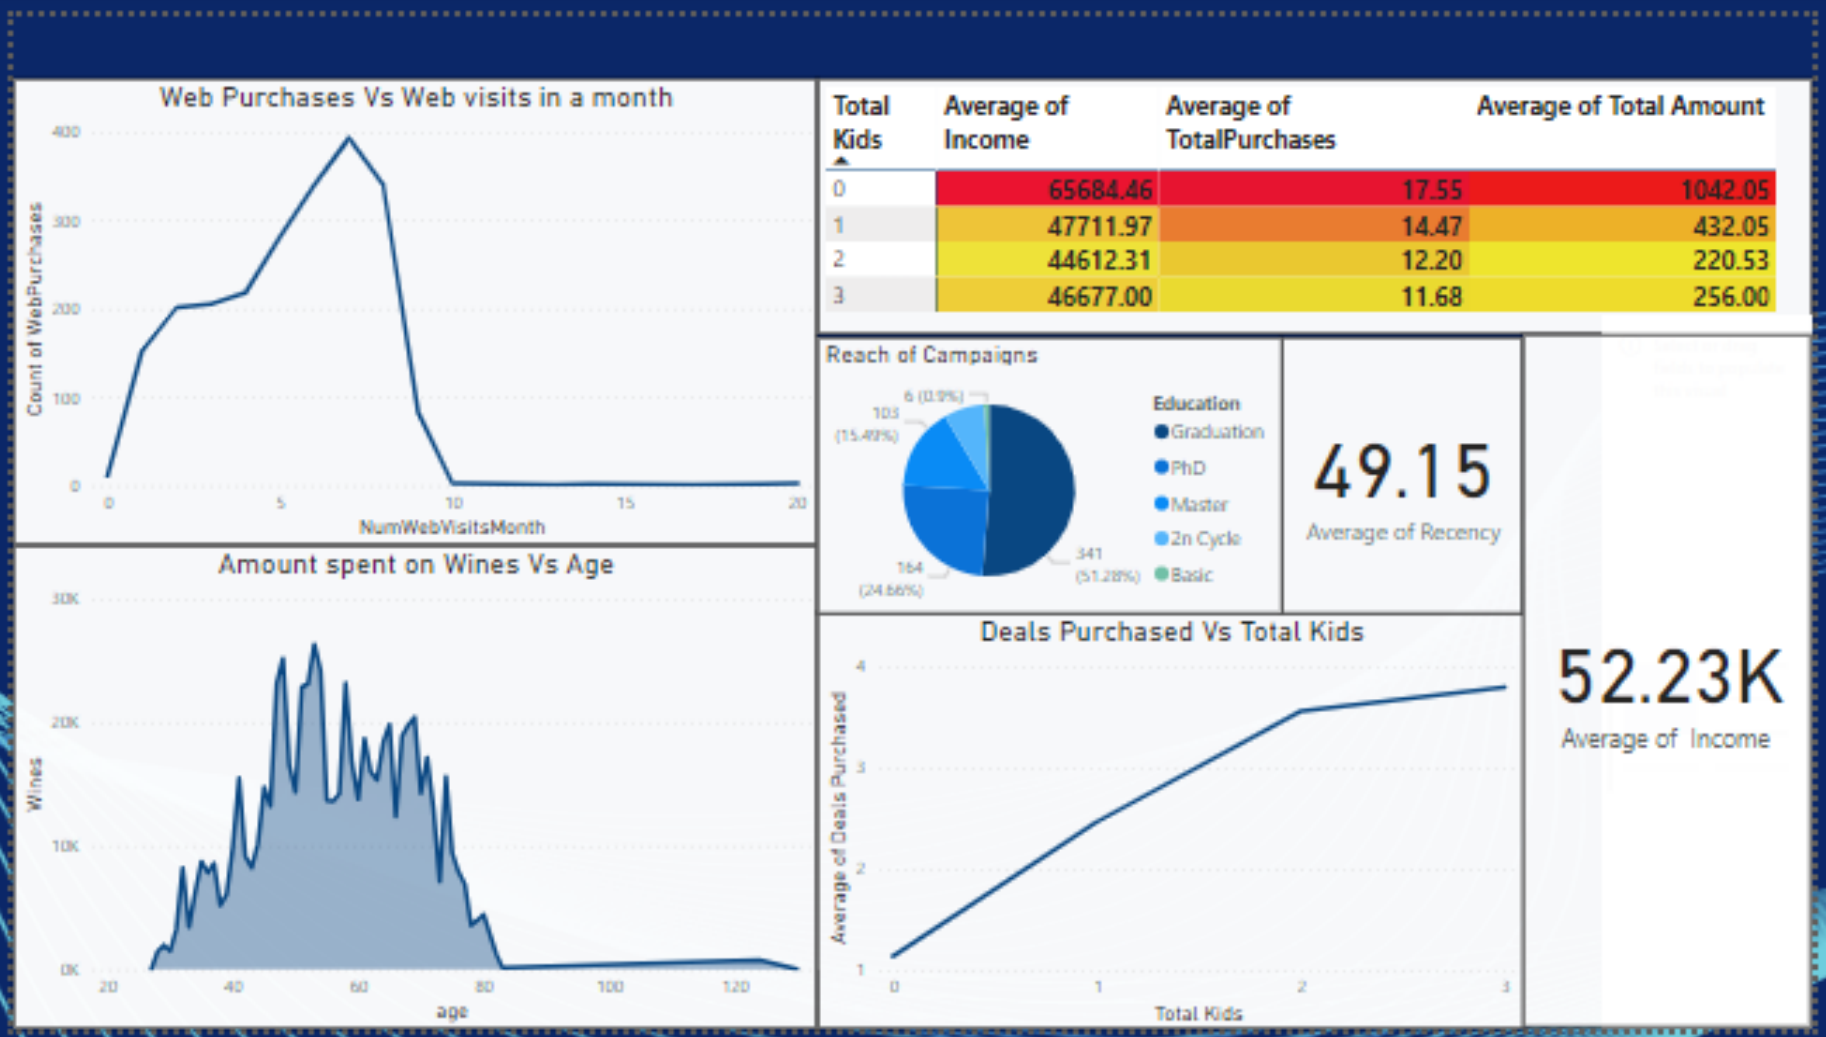 Web Purchases Vs Web visits in a month
400
300
200
100
0
Count of WebPurchases
0 5 10 15 20
NumWebVisitsMonth
Amount spent on Wines Vs Age
30K
20K
10K
0K
Wines
20 40 60 80 100 120
age
Total Kids Average of Income Average of TotalPurchases Average of Total Amount
0 65684.46 17.55 1042.05
1 47711.97 14.47 432.05
2 44612.31 12.20 220.53
3 46677.00 11.68 256.00
Reach of Campaigns
6 (0.9%)
103
(15.49%)
164
(24.66%)
341
(51.28%)
Education
Graduation
PhD
Master
2n Cycle
Basic
49.15
Average of Recency
Deals Purchased Vs Total Kids
4
3
2
1
Average of Deals Purchased
0 1 2 3
Total Kids
52.23K
Average of Income